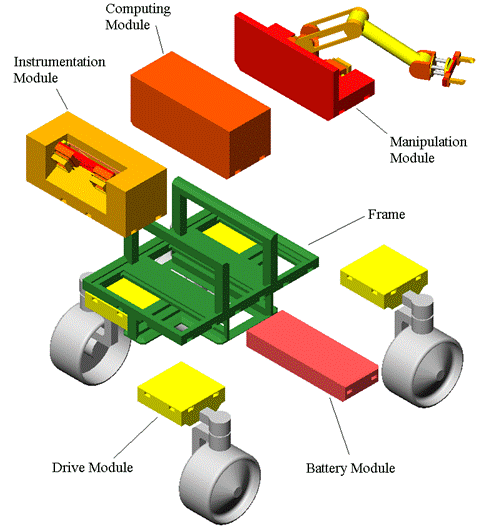 Computing
Module
Instrumentation
Module
Manipulation
Module
Frame
Drive Module
Battery Module